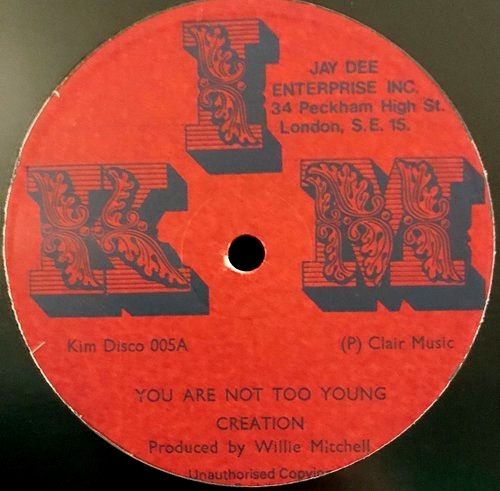 KIM
JAY DEE
ENTERPRISE INC.
34 Peckham High St.
London, S.E. 15.
Kim Disco 005A
(P) Clair Music
YOU ARE NOT TOO YOUNG
CREATION
Produced by Willie Mitchell
Unauthorised